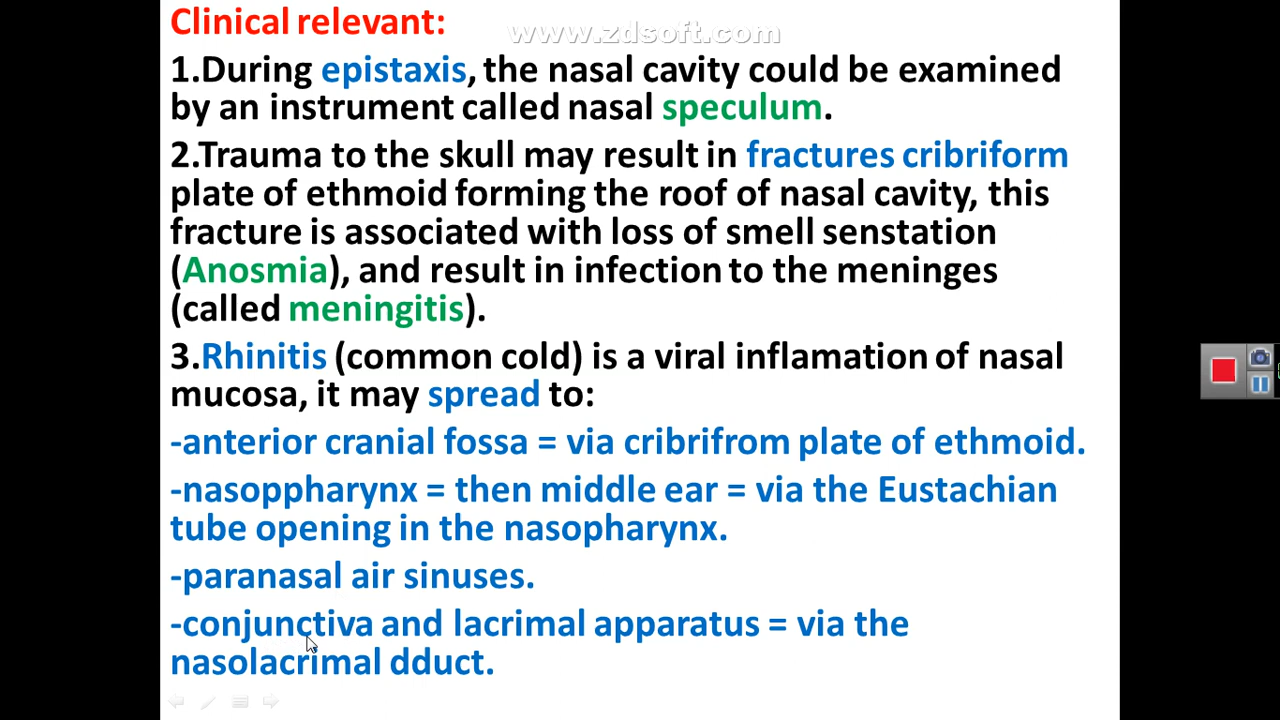 Clinical relevant:
www.zdsoft.com
1.During epistaxis, the nasal cavity could be examined
by an instrument called nasal speculum.
2.Trauma to the skull may result in fractures cribriform
plate of ethmoid forming the roof of nasal cavity, this
fracture is associated with loss of smell senstation
(Anosmia), and result in infection to the meninges
(called meningitis).
3.Rhinitis (common cold) is a viral inflamation of nasal
mucosa, it may spread to:
-anterior cranial fossa = via cribrifrom plate of ethmoid.
-nasoppharynx = then middle ear = via the Eustachian
tube opening in the nasopharynx.
-paranasal air sinuses.
-conjunctiva and lacrimal apparatus = via the
nasolacrimal dduct.